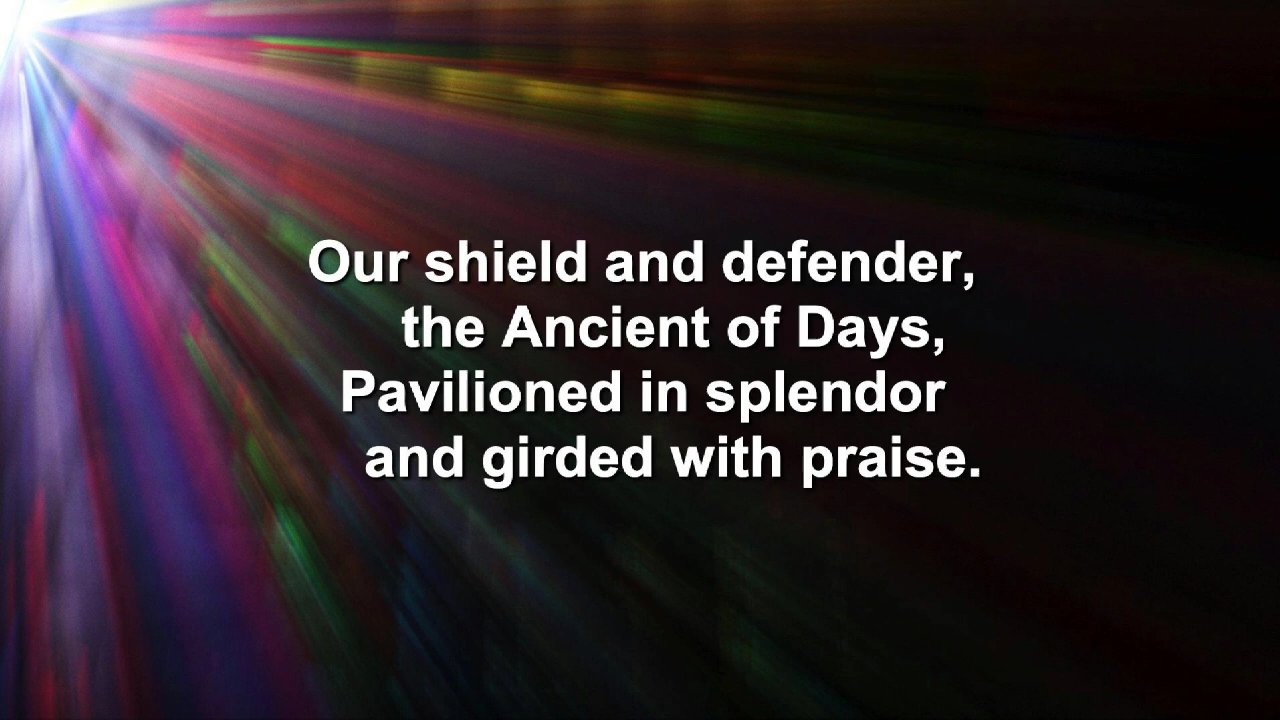 Our shield and defender,
the Ancient of Days,
Pavilioned in splendor
and girded with praise.